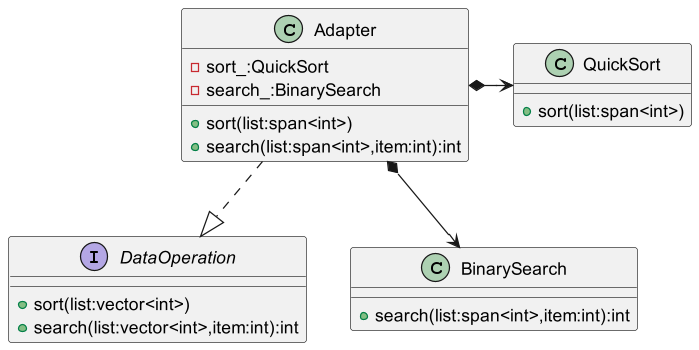 C Adapter
sort_:QuickSort
search_:BinarySearch
sort(list:span<int>)
search(list:span<int>,item:int):int
C QuickSort
sort(list:span<int>)
I DataOperation
sort(list:vector<int>)
search(list:vector<int>,item:int):int
C BinarySearch
search(list:span<int>,item:int):int